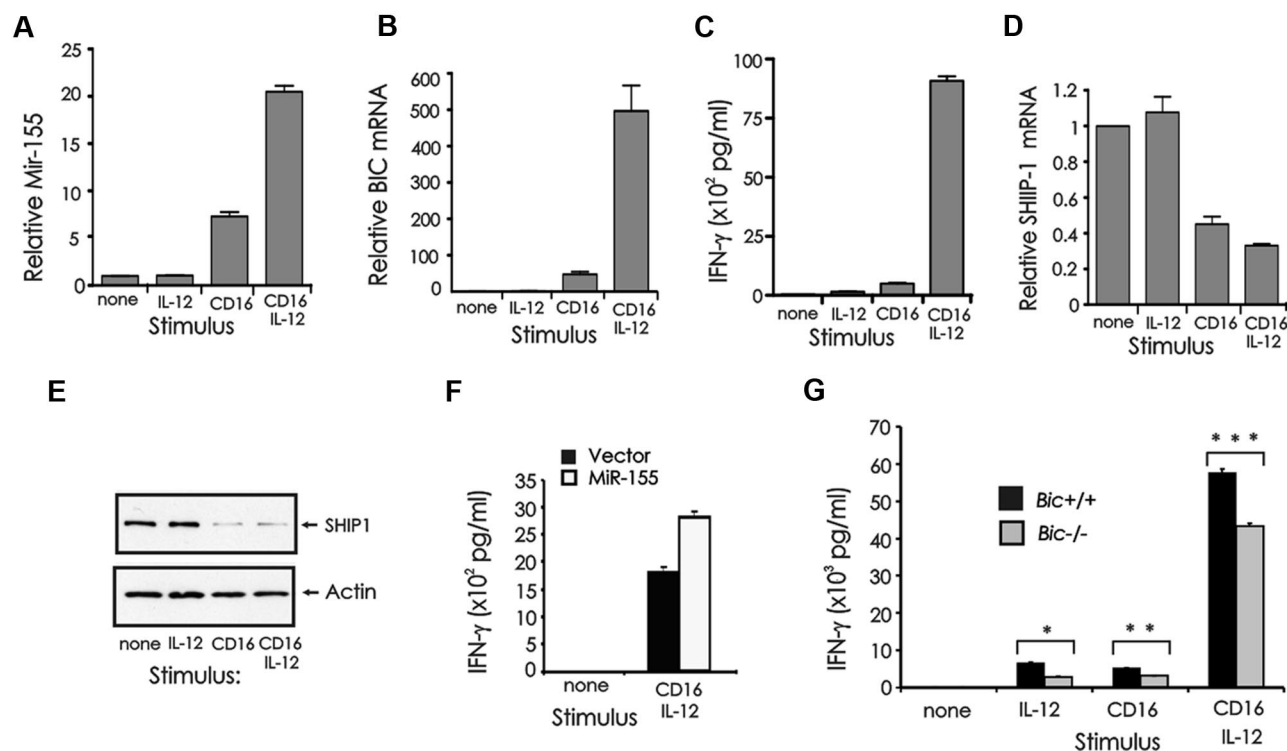 A
Relative Mir-155
25
20
15
10
5
0
none IL-12 CD16 CD16
IL-12
Stimulus
B
Relative BIC mRNA
600
500
400
300
200
100
0
none IL-12 CD16 CD16
IL-12
Stimulus
C
IFN-γ (x10² pg/ml)
100
75
25
0
none IL-12 CD16 CD16
IL-12
Stimulus
D
Relative SHIIP-1 mRNA
1.2
1
0.8
0.6
0.4
0.2
0
none IL-12 CD16 CD16
IL-12
Stimulus
E
← SHIP1
← Actin
none IL-12 CD16 CD16
IL-12
Stimulus:
F
Vector
MiR-155
IFN-γ (x10² pg/ml)
35
30
25
20
15
10
5
0
none CD16
IL-12
Stimulus
G
IFN-γ (x10³ pg/ml)
70
60
50
40
30
20
10
0
Bic+/+
Bic-/-
*
* *
* * *
none IL-12 CD16 CD16
IL-12
Stimulus